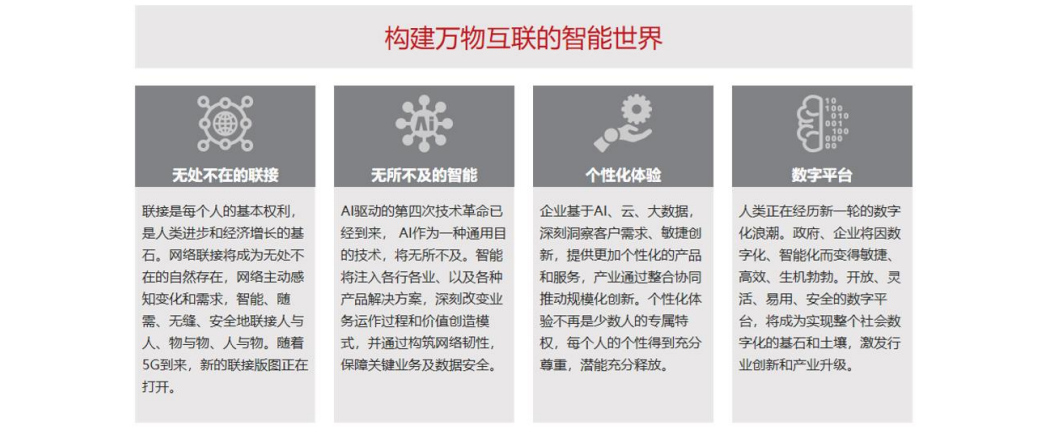 构建万物互联的智能世界
无处不在的联接
联接是每个人的基本权利，
是人类进步和经济增长的基
石。网络联接将成为无处不
在的自然存在，网络主动感
知变化和需求，智能、随
需、无缝、安全地联接人与
人、物与物、人与物。随着
5G到来，新的联接版图正在
打开。
Ai
无所不及的智能
AI驱动的第四次技术革命已
经到来， AI作为一种通用目
的技术，将无所不及。智能
将注入各行各业、以及各种
产品解决方案，深刻改变业
务运作过程和价值创造模
式，并通过构筑网络韧性，
保障关键业务及数据安全。
个性化体验
企业基于AI、云、大数据，
深刻洞察客户需求、敏捷创
新，提供更加个性化的产品
和服务，产业通过整合协同
推动规模化创新。个性化体
验不再是少数人的专属特
权，每个人的个性得到充分
尊重，潜能充分释放。
10
100
010
001
100
000
00
数字平台
人类正在经历新一轮的数字
化浪潮。政府、企业将因数
字化、智能化而变得敏捷、
高效、生机勃勃。开放、灵
活、易用、安全的数字平
台，将成为实现整个社会数
字化的基石和土壤，激发行
业创新和产业升级。